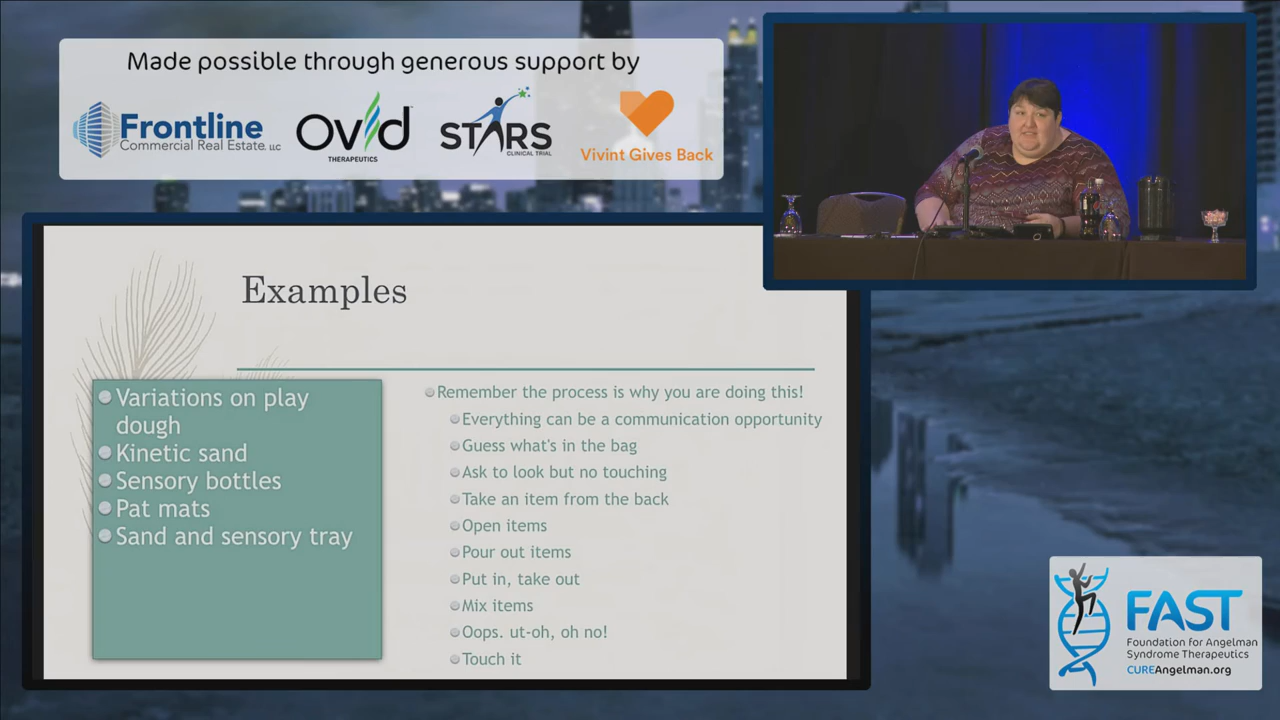 Made possible through generous support by
Frontline
Commercial Real Estate, LLC
Ovid
THERAPEUTICS
STARS
CLINICAL TRIAL
Vivint Gives Back
Examples
Variations on play
dough
Kinetic sand
Sensory bottles
Pat mats
Sand and sensory tray
Remember the process is why you are doing this!
Everything can be a communication opportunity
Guess what's in the bag
Ask to look but no touching
Take an item from the back
Open items
Pour out items
Put in, take out
Mix items
Oops. ut-oh, oh no!
Touch it
FAST
Foundation for Angelman
Syndrome Therapeutics
CUREAngelman.org